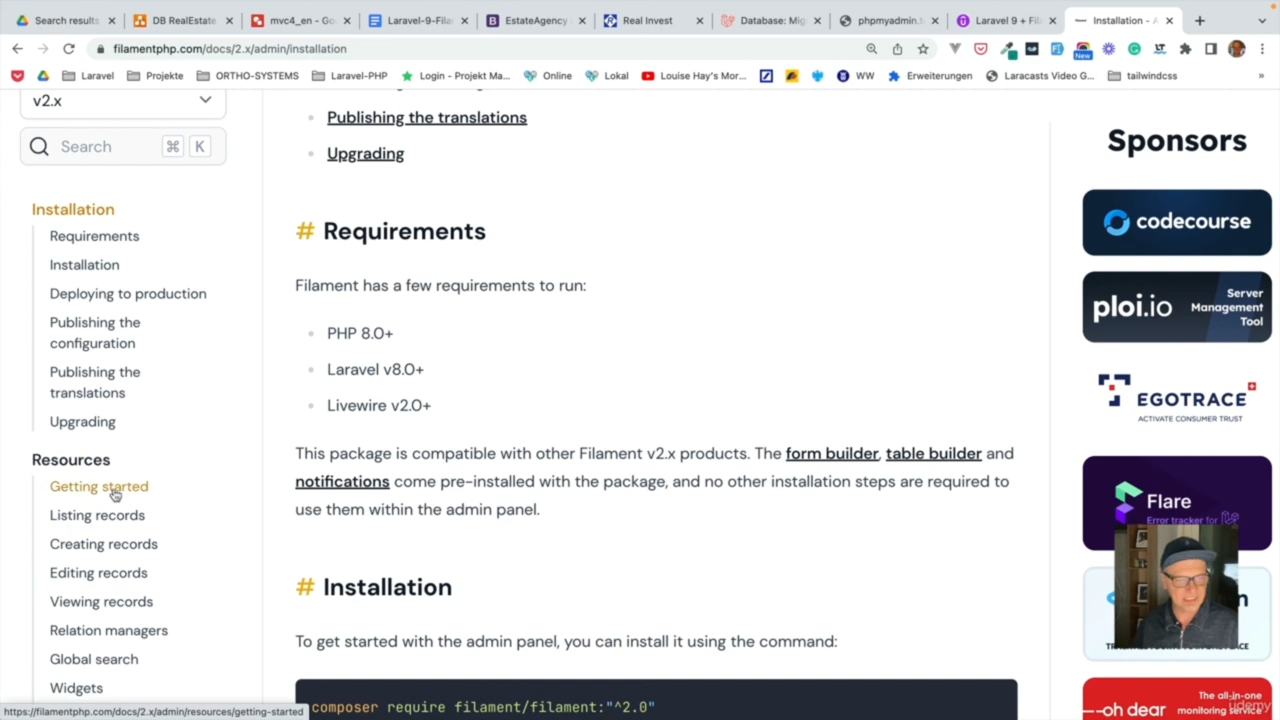 Search results
DB RealEstate
mvc4_en - Go
Laravel-9-Filar
EstateAgency
Real Invest
Database: Mig
phpmyadmin.t
Laravel 9 + Fi
Installation - A
filamentphp.com/docs/2.x/admin/installation
New
Laravel
Projekte
ORTHO-SYSTEMS
Laravel-PHP
Login - Projekt Ma...
Online
Lokal
Louise Hay's Mor...
WW
Erweiterungen
Laracasts Video G...
tailwindcss
»
v2.x
Search ⌘ K
Installation
Requirements
Installation
Deploying to production
Publishing the
configuration
Publishing the
translations
Upgrading
Resources
Getting started
Listing records
Creating records
Editing records
Viewing records
Relation managers
Global search
Widgets
https://filamentphp.com/docs/2.x/admin/resources/getting-started
Publishing the translations
Upgrading
# Requirements
Filament has a few requirements to run:
PHP 8.0+
Laravel v8.0+
Livewire v2.0+
This package is compatible with other Filament v2.x products. The form builder, table builder and
notifications come pre-installed with the package, and no other installation steps are required to
use them within the admin panel.
# Installation
To get started with the admin panel, you can install it using the command:
composer require filament/filament:"^2.0"
Sponsors
codecourse
ploi.io
Server
Management
Tool
EGOTRACE
ACTIVATE CONSUMER TRUST
Flare
Error tracker for
oh dear
The all-in-one
monitoring
udemy